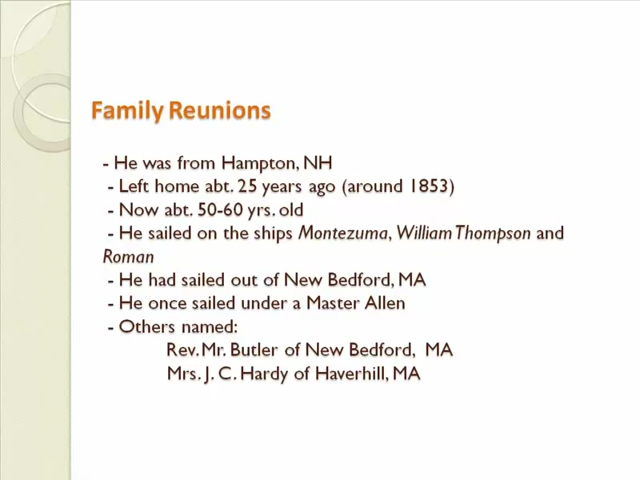 Family Reunions
- He was from Hampton, NH
- Left home abt. 25 years ago (around 1853)
- Now abt. 50-60 yrs. old
- He sailed on the ships Montezuma, William Thompson and
Roman
- He had sailed out of New Bedford, MA
- He once sailed under a Master Allen
- Others named:
Rev. Mr. Butler of New Bedford, MA
Mrs. J. C. Hardy of Haverhill, MA